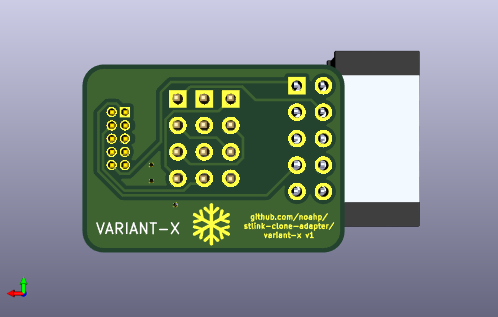 VARIANT-X
github.com/noahp/
stlink-clone-adapter/
variant-x v1